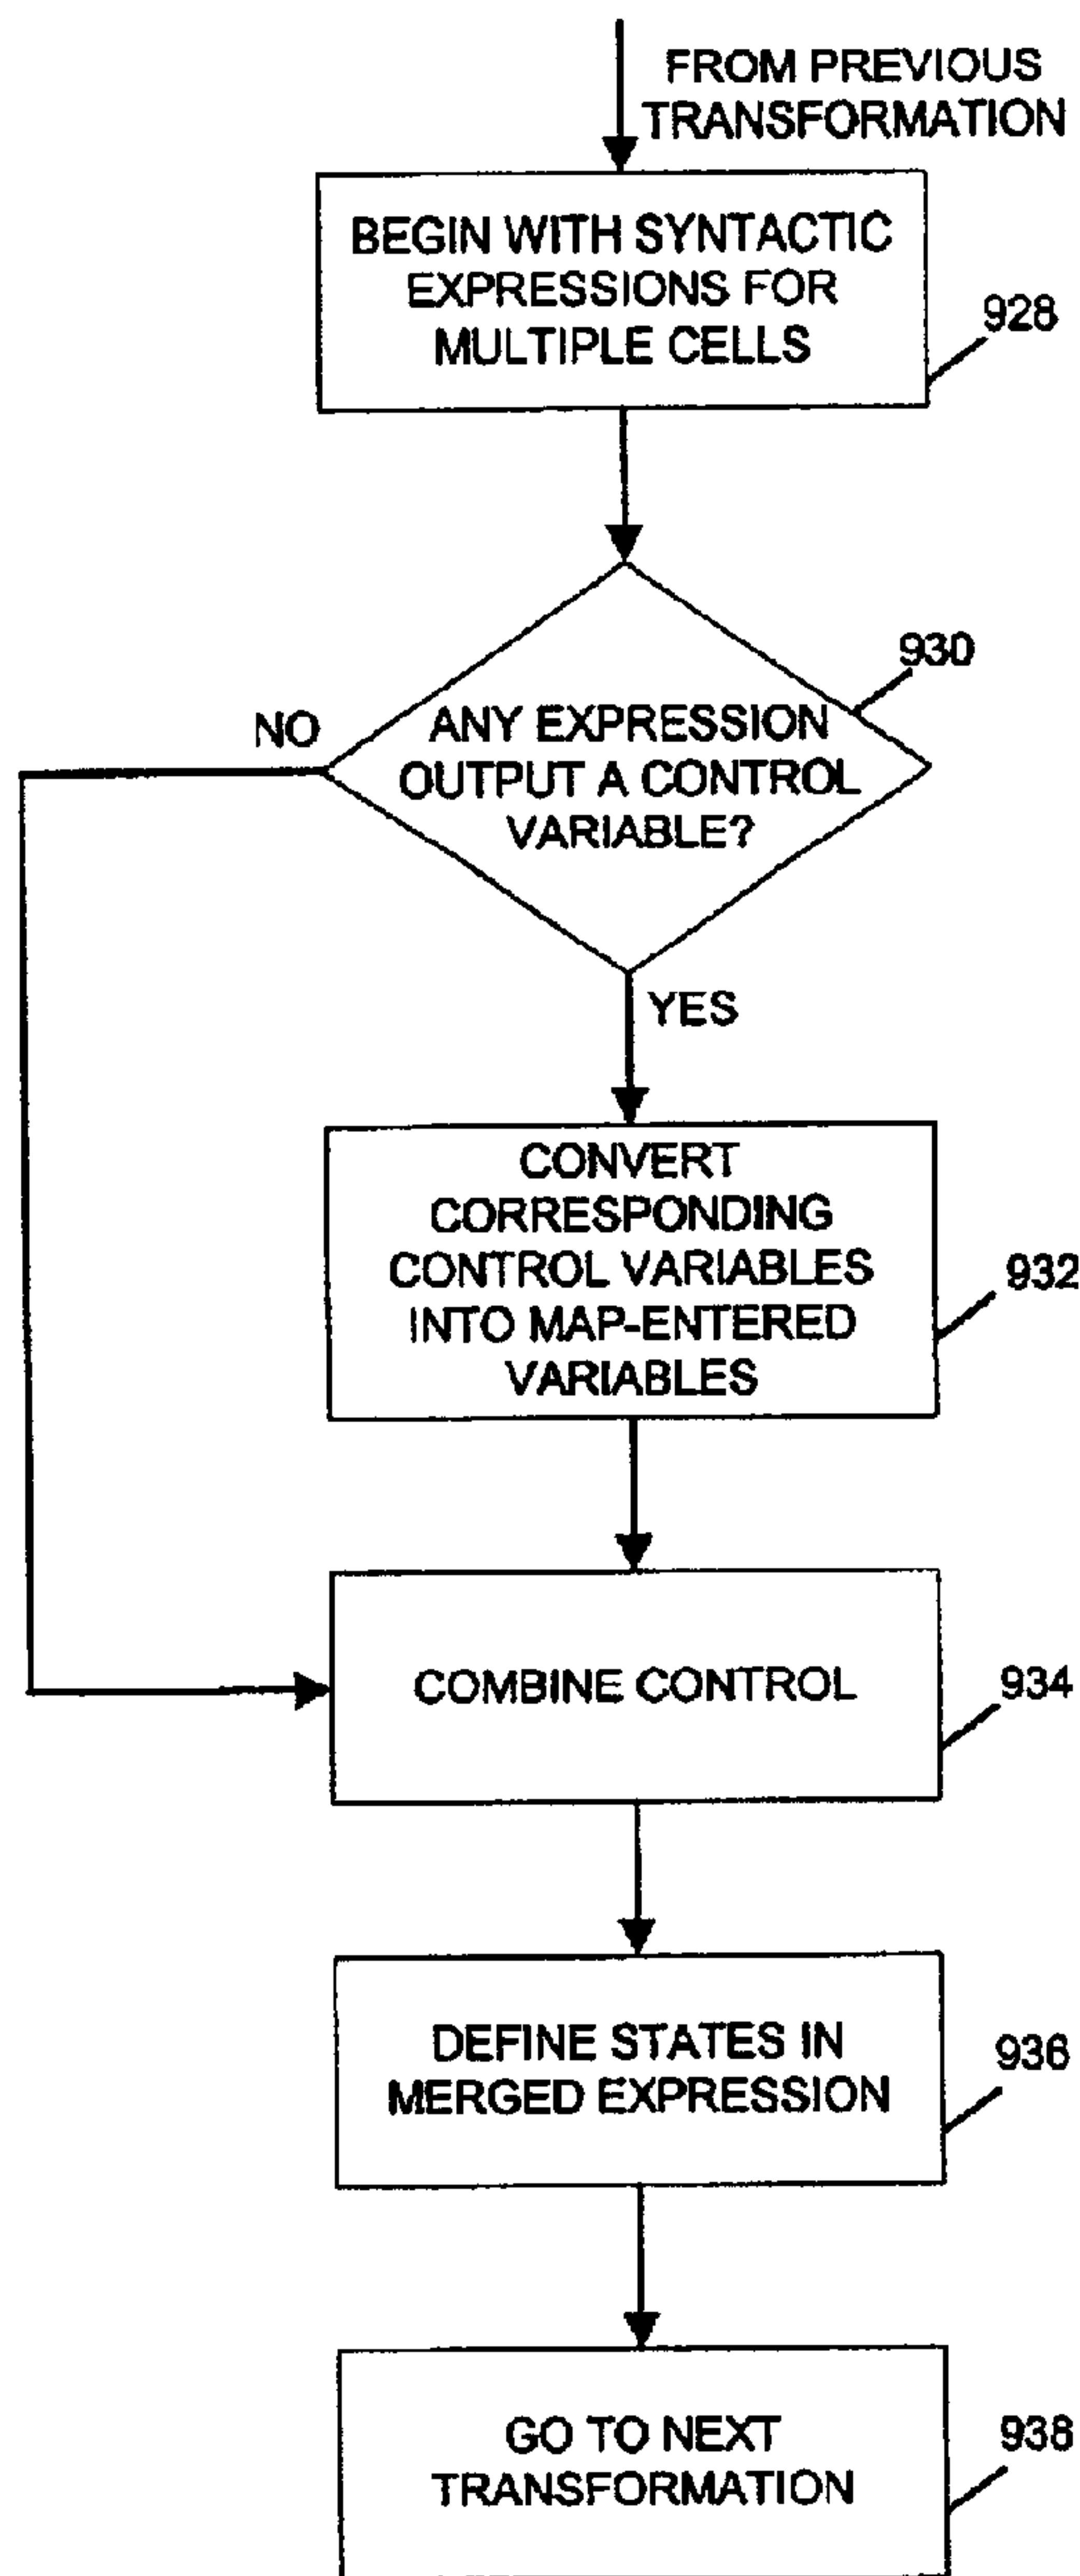 FROM PREVIOUS
TRANSFORMATION
BEGIN WITH SYNTACTIC
EXPRESSIONS FOR
MULTIPLE CELLS
928
930
NO
ANY EXPRESSION
OUTPUT A CONTROL
VARIABLE?
YES
CONVERT
CORRESPONDING
CONTROL VARIABLES
INTO MAP-ENTERED
VARIABLES
932
COMBINE CONTROL
934
DEFINE STATES IN
MERGED EXPRESSION
936
GO TO NEXT
TRANSFORMATION
938